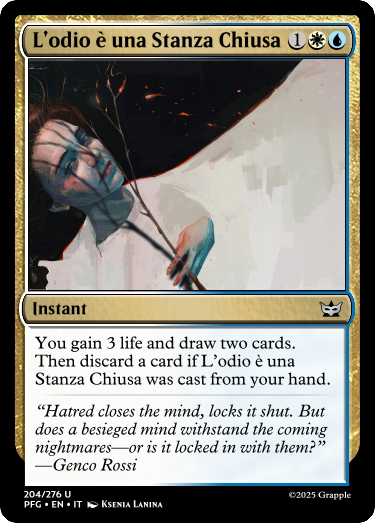 L'odio è una Stanza Chiusa 1
Instant
You gain 3 life and draw two cards.
Then discard a card if L'odio è una
Stanza Chiusa was cast from your hand.
“Hatred closes the mind, locks it shut. But
does a besieged mind withstand the coming
nightmares—or is it locked in with them?”
—Genco Rossi
204/276 U
PFG • EN • IT Ksenia Lanina
©2025 Grapple